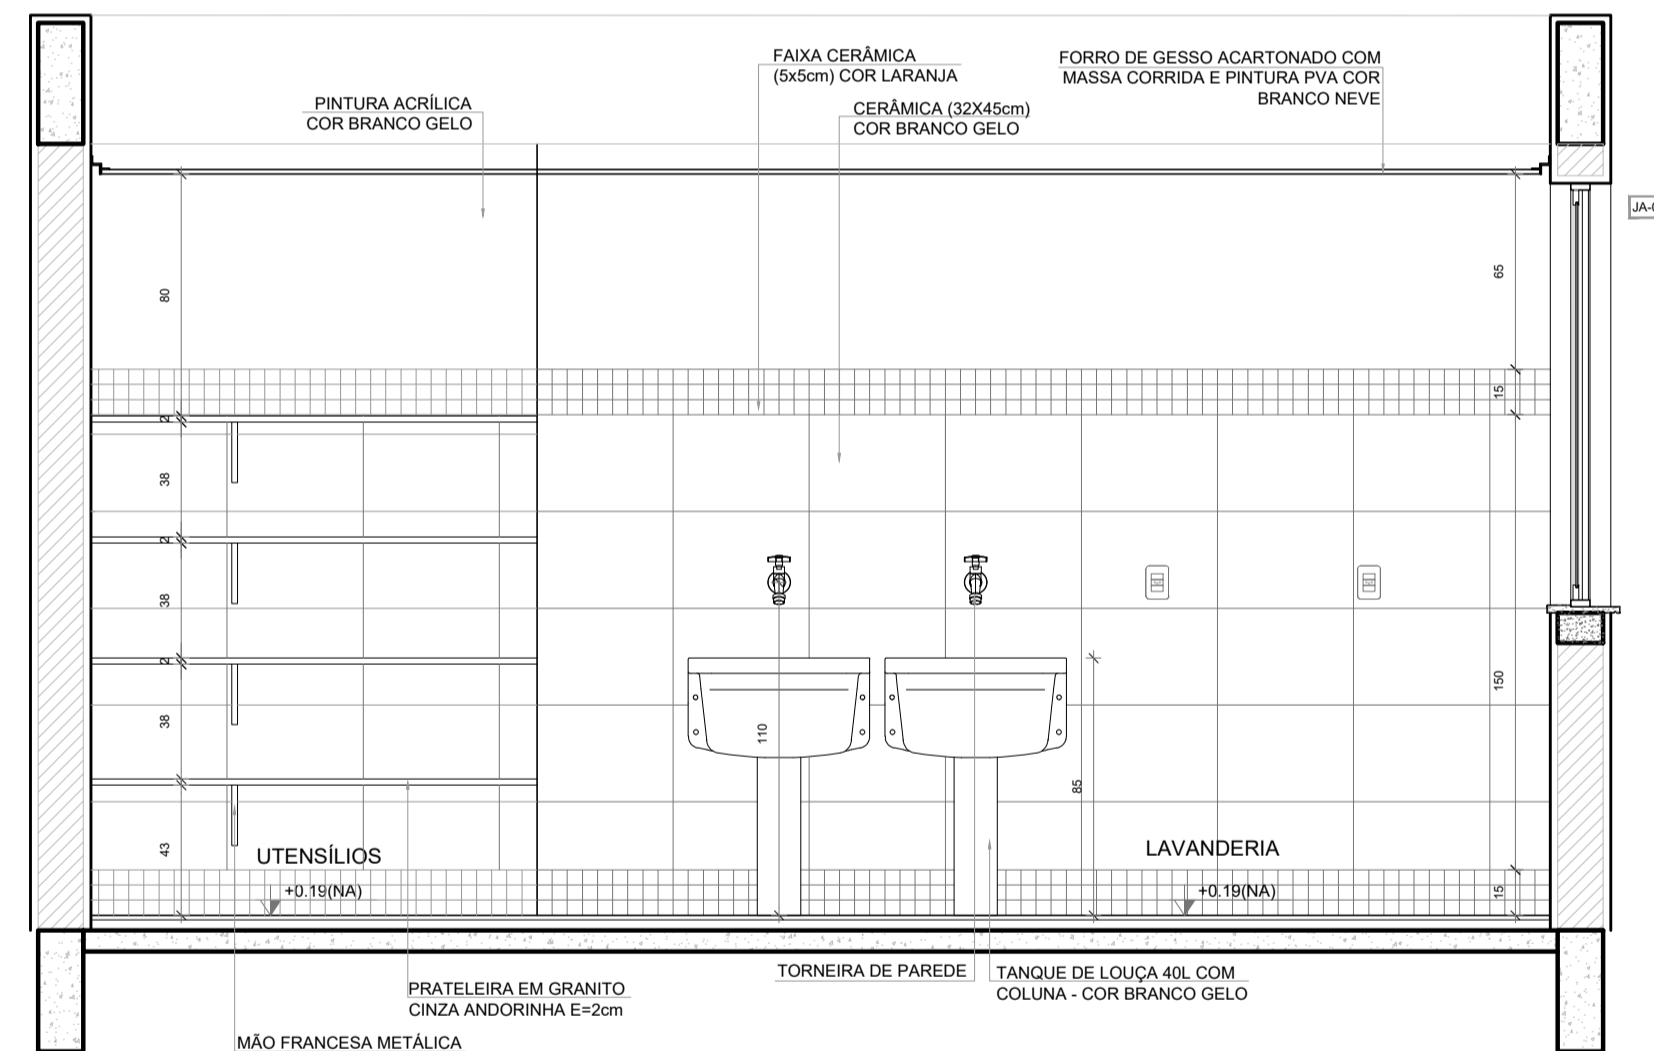 FAIXA CERÂMICA
(5x5cm) COR LARANJA
FORRO DE GESSO ACARTONADO COM
MASSA CORRIDA E PINTURA PVA COR
BRANCO NEVE
PINTURA ACRÍLICA
COR BRANCO GELO
CERÂMICA (32X45cm)
COR BRANCO GELO
80
65
15
2
38
2
38
2
38
43
110
85
150
15
UTENSÍLIOS
+0.19(NA)
LAVANDERIA
+0.19(NA)
TORNEIRA DE PAREDE
TANQUE DE LOUÇA 40L COM
COLUNA - COR BRANCO GELO
PRATELEIRA EM GRANITO
CINZA ANDORINHA E=2cm
MÃO FRANCESA METÁLICA